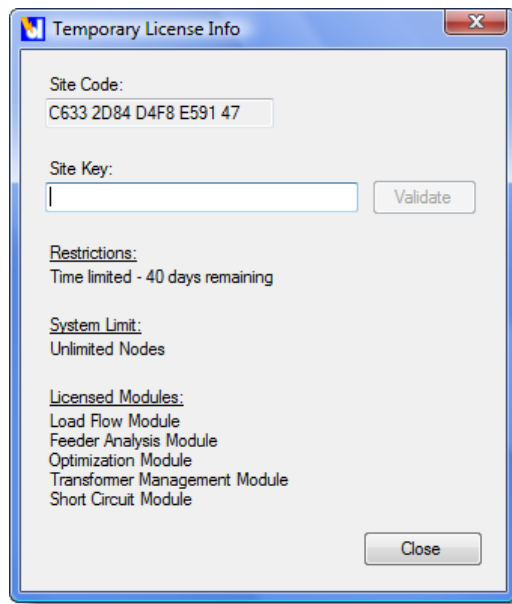 Temporary License Info
Site Code:
C633 2D84 D4F8 E591 47
Site Key:
Validate
Restrictions:
Time limited - 40 days remaining
System Limit:
Unlimited Nodes
Licensed Modules:
Load Flow Module
Feeder Analysis Module
Optimization Module
Transformer Management Module
Short Circuit Module
Close